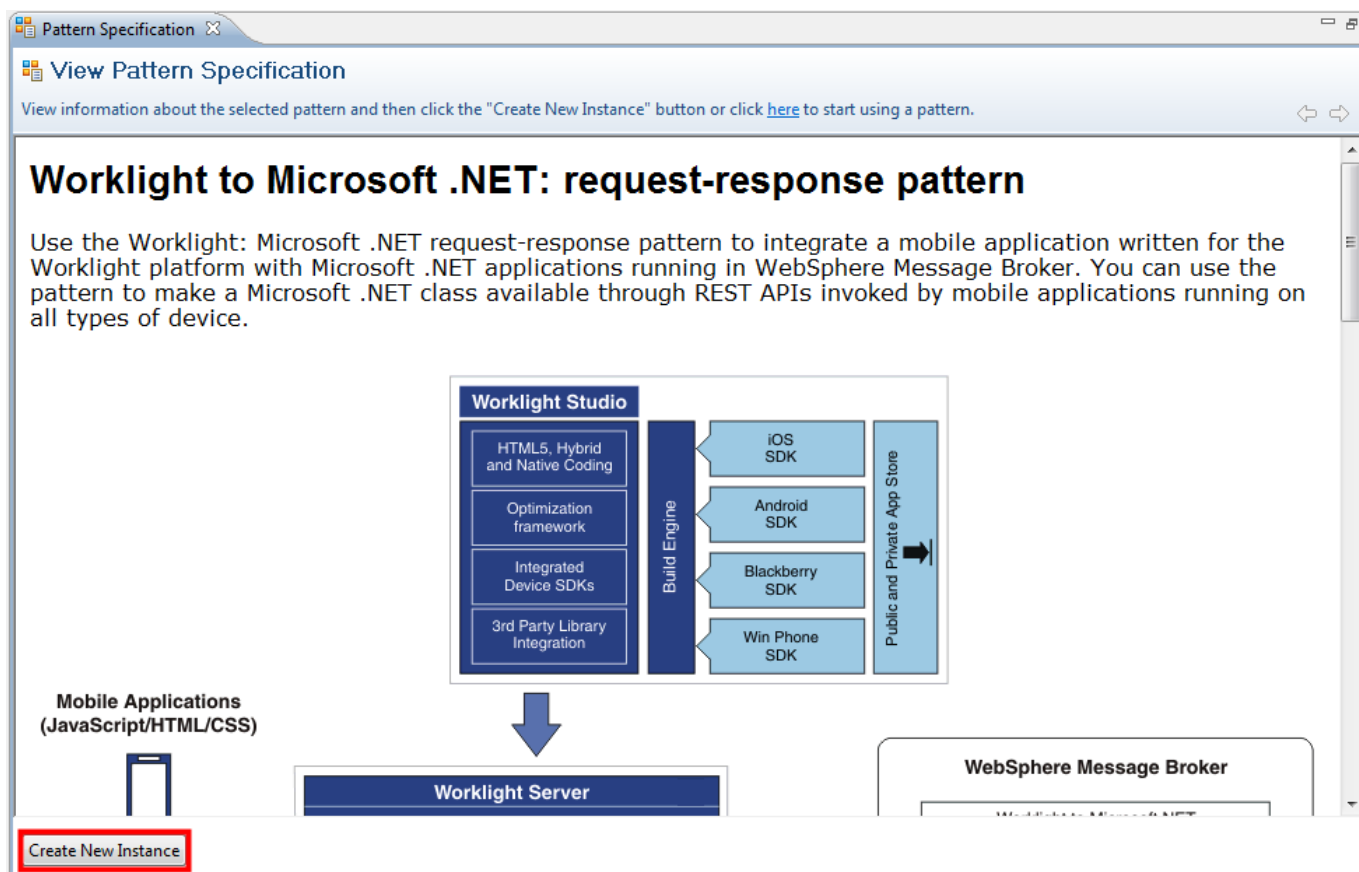 Pattern Specification
View Pattern Specification
View information about the selected pattern and then click the "Create New Instance" button or click here to start using a pattern.
Worklight to Microsoft .NET: request-response pattern
Use the Worklight: Microsoft .NET request-response pattern to integrate a mobile application written for the
Worklight platform with Microsoft .NET applications running in WebSphere Message Broker. You can use the
pattern to make a Microsoft .NET class available through REST APIs invoked by mobile applications running on
all types of device.
Worklight Studio
HTML5, Hybrid
and Native Coding
Optimization
framework
Integrated
Device SDKs
3rd Party Library
Integration
Build Engine
iOS
SDK
Android
SDK
Blackberry
SDK
Win Phone
SDK
Public and Private App Store
Mobile Applications
(JavaScript/HTML/CSS)
Worklight Server
WebSphere Message Broker
Worklight to Microsoft .NET
Create New Instance